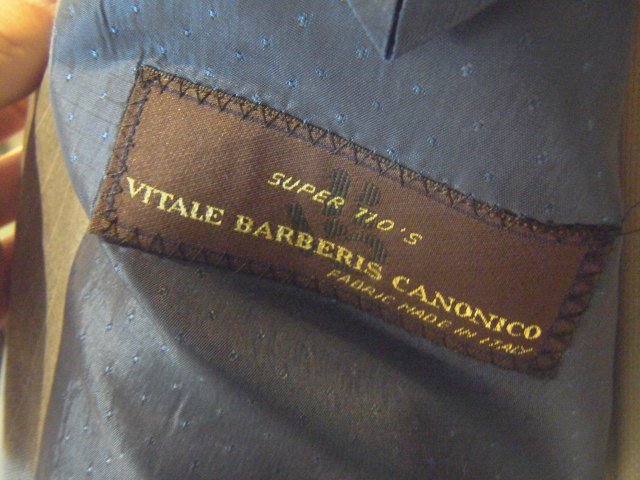 SUPER 110'S
VITALE BARBERIS CANONICO
FABRIC MADE IN ITALY